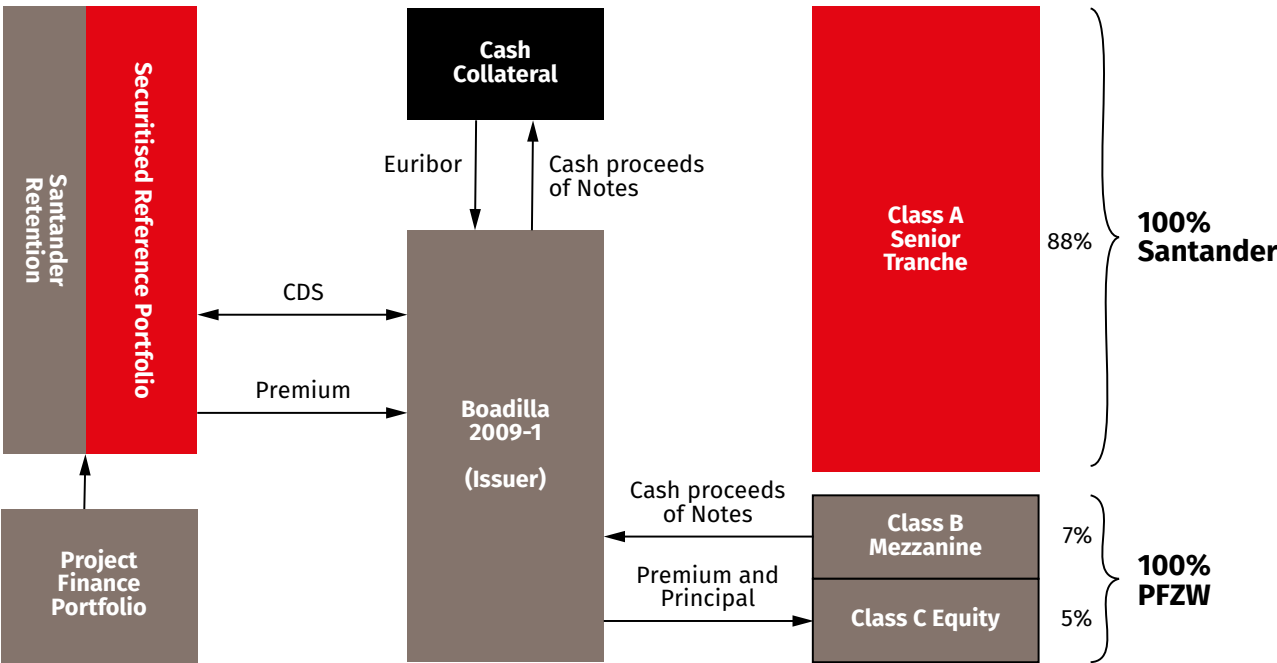 Santander
Retention
Securitised Reference Portfolio
Project
Finance
Portfolio
Cash
Collateral
Euribor
Cash proceeds
of Notes
CDS
Premium
Boadilla
2009-1
(Issuer)
Cash proceeds
of Notes
Premium and
Principal
Class A
Senior
Tranche
88%
100%
Santander
Class B
Mezzanine
7%
Class C Equity
5%
100%
PFZW